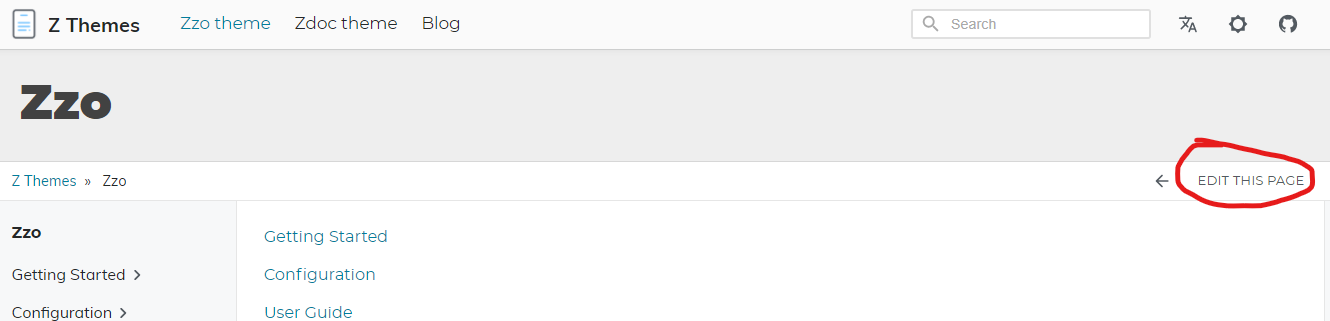 Z Themes Zzo theme Zdoc theme Blog Search
Zzo
Z Themes » Zzo EDIT THIS PAGE
Zzo
Getting Started
Configuration
Getting Started
Configuration
User Guide